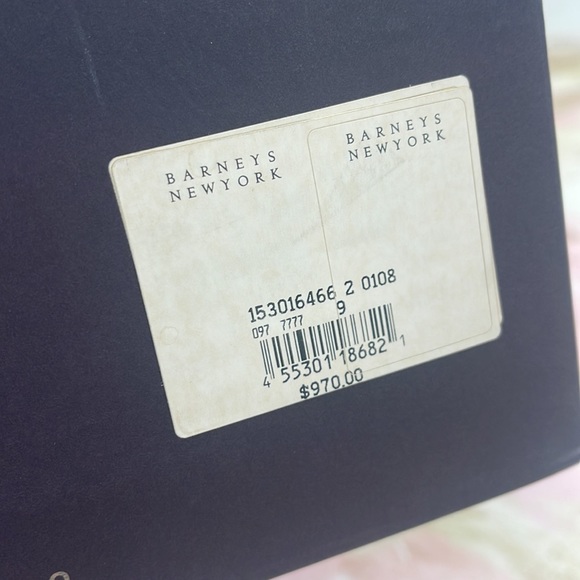 BARNEYS
NEWYORK
BARNEYS
NEWYORK
153016466 2 0108
097 7777 9
4 55301 18682 1
$970.00